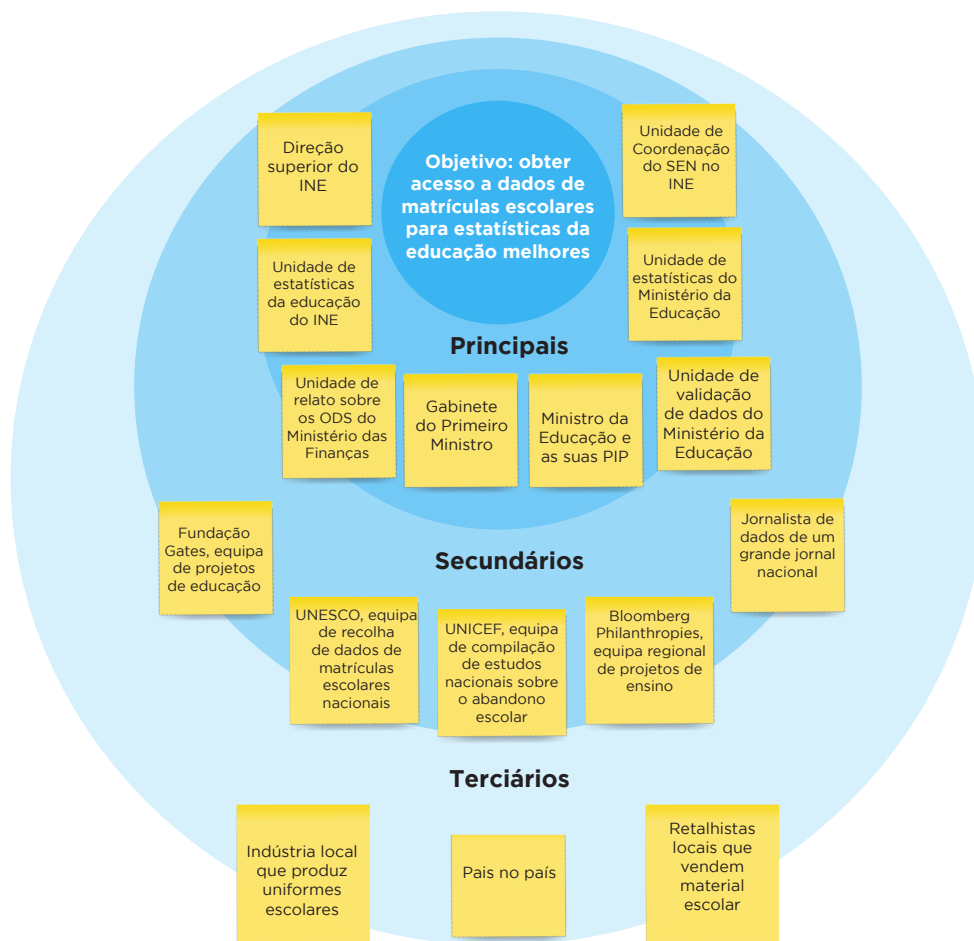 Direção
superior do
INE
Objetivo: obter
acesso a dados de
matrículas escolares
para estatísticas da
educação melhores
Unidade de
Coordenação
do SEN no
INE
Unidade de
estatísticas
da educação
do INE
Unidade de
estatísticas do
Ministério da
Educação
Principais
Unidade de
relato sobre
os ODS do
Ministério das
Finanças
Gabinete
do Primeiro
Ministro
Ministro da
Educação e
as suas PIP
Unidade de
validação
de dados do
Ministério da
Educação
Fundação
Gates, equipa
de projetos
de educação
Secundários
Jornalista de
dados de um
grande jornal
nacional
UNESCO, equipa
de recolha
de dados de
matrículas
escolares
nacionais
UNICEF, equipa
de compilação
de estudos
nacionais sobre
o abandono
escolar
Bloomberg
Philanthropies,
equipa regional
de projetos de
ensino
Terciários
Indústria local
que produz
uniformes
escolares
Pais no país
Retalhistas
locais que
vendem
material
escolar